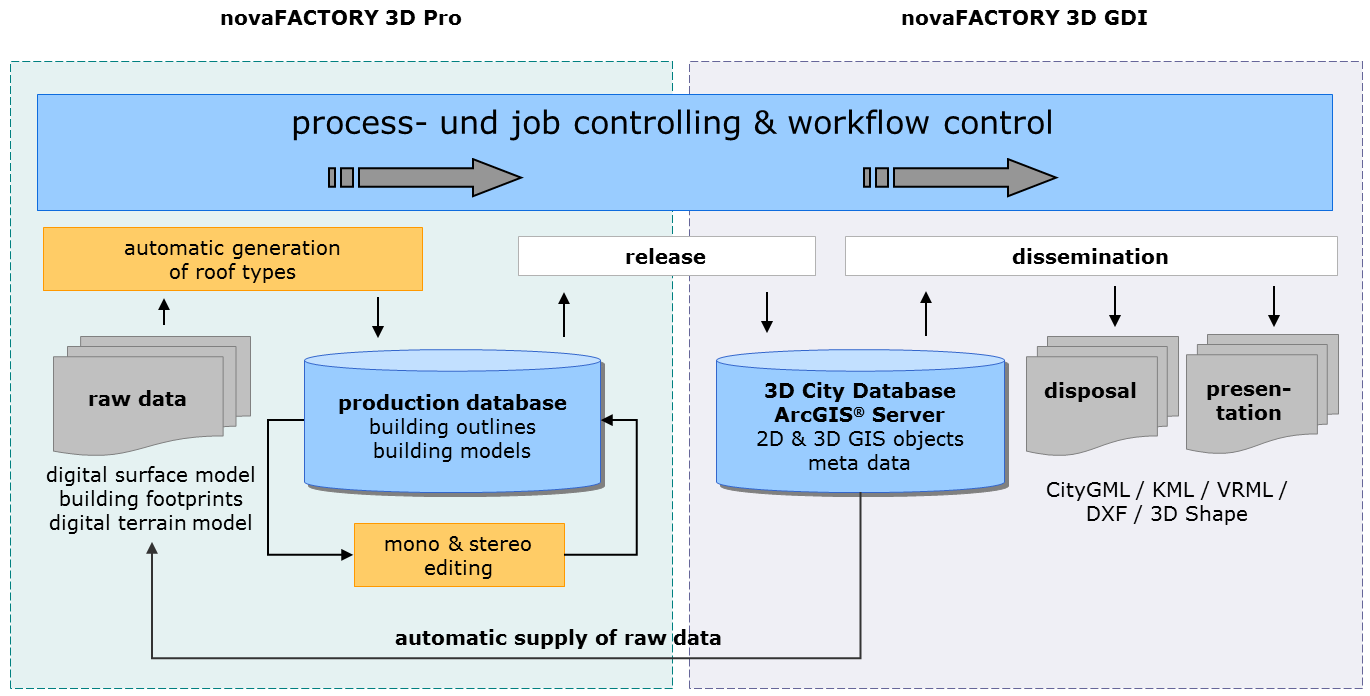 novaFACTORY 3D Pro
novaFACTORY 3D GDI
process- und job controlling & workflow control
automatic generation
of roof types
release
dissemination
raw data
digital surface model
building footprints
digital terrain model
production database
building outlines
building models
mono & stereo
editing
3D City Database
ArcGIS® Server
2D & 3D GIS objects
meta data
disposal
presen-
tation
CityGML / KML / VRML /
DXF / 3D Shape
automatic supply of raw data